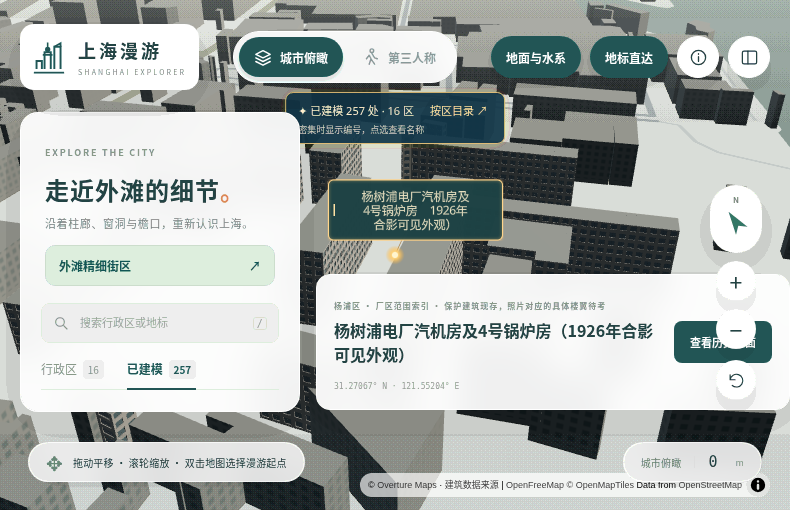 上海漫游
SHANGHAI EXPLORER
城市俯瞰
第三人称
地面与水系
地标直达
✦ 已建模 257 处 · 16 区 按区目录 ↗
密集时显示编号，点选查看名称
EXPLORE THE CITY
走近外滩的细节。
沿着柱廊、窗洞与檐口，重新认识上海。
外滩精细街区 ↗
搜索行政区或地标 /
行政区 16
已建模 257
杨树浦电厂汽机房及
4号锅炉房 1926年
合影可见外观）
N
杨浦区 · 厂区范围索引 · 保护建筑现存，照片对应的具体楼翼待考
杨树浦电厂汽机房及4号锅炉房（1926年合影
可见外观）
31.27067° N · 121.55204° E
查看历
面
拖动平移 · 滚轮缩放 · 双击地图选择漫游起点
城市俯瞰 0 m
© Overture Maps · 建筑数据来源 | OpenFreeMap © OpenMapTiles Data from OpenStreetMap